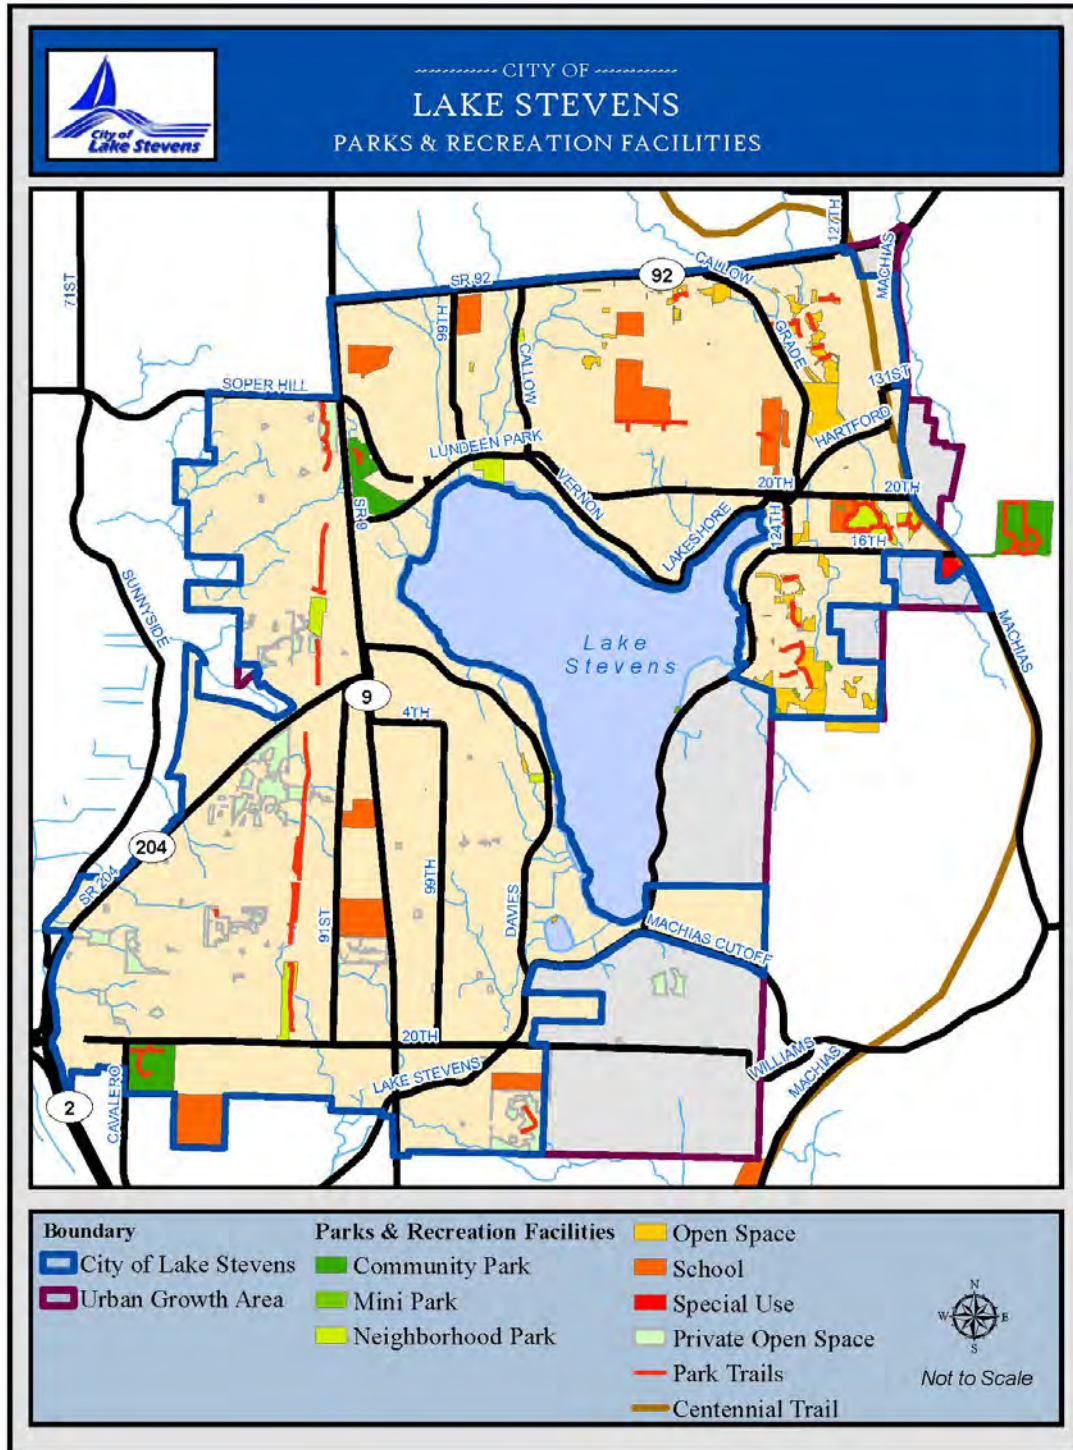 City of
Lake Stevens
CITY OF
LAKE STEVENS
PARKS & RECREATION FACILITIES
71ST
127TH
MACHIAS
CALLOW
92
SR 92
99TH
CALLOW
GRADE
131ST
SOPER HILL
HARTFORD
LUNDEEN PARK
VERNON
20TH
20TH
SR 9
LAKESHORE
124TH
16TH
SUNNYSIDE
MACHIAS
Lake
Stevens
9
4TH
204
SR 204
99TH
91ST
DAVIES
MACHIAS CUTOFF
20TH
WILLIAMS
MACHIAS
LAKE STEVENS
CAVALERO
2
Boundary
City of Lake Stevens
Urban Growth Area
Parks & Recreation Facilities
Community Park
Mini Park
Neighborhood Park
Open Space
School
Special Use
Private Open Space
Park Trails
Centennial Trail
N
W
E
S
Not to Scale